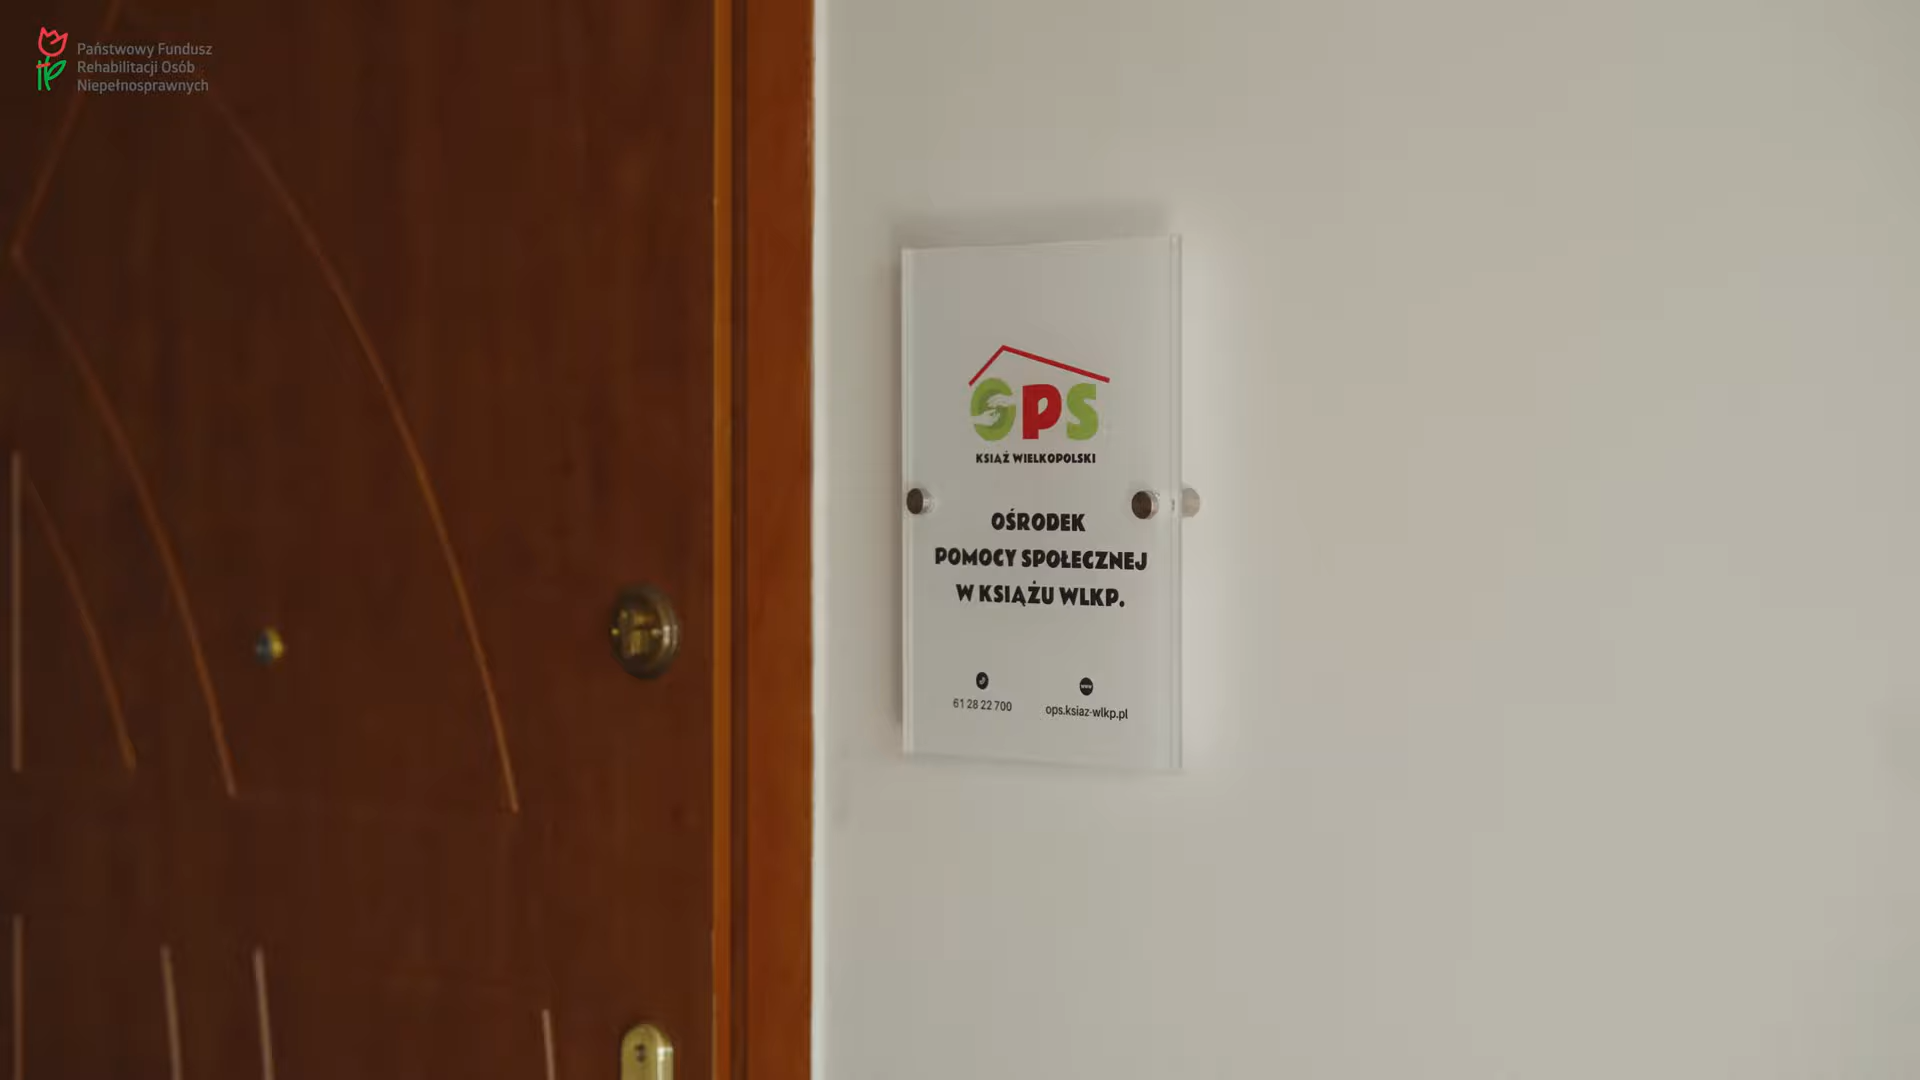 Państwowy Fundusz
Rehabilitacji Osób
Niepełnosprawnych
OPS
KSIĄŻ WIELKOPOLSKI
OŚRODEK
POMOCY SPOŁECZNEJ
W KSIĄŻU WLKP.
61 28 22 700
ops.ksiaz-wlkp.pl